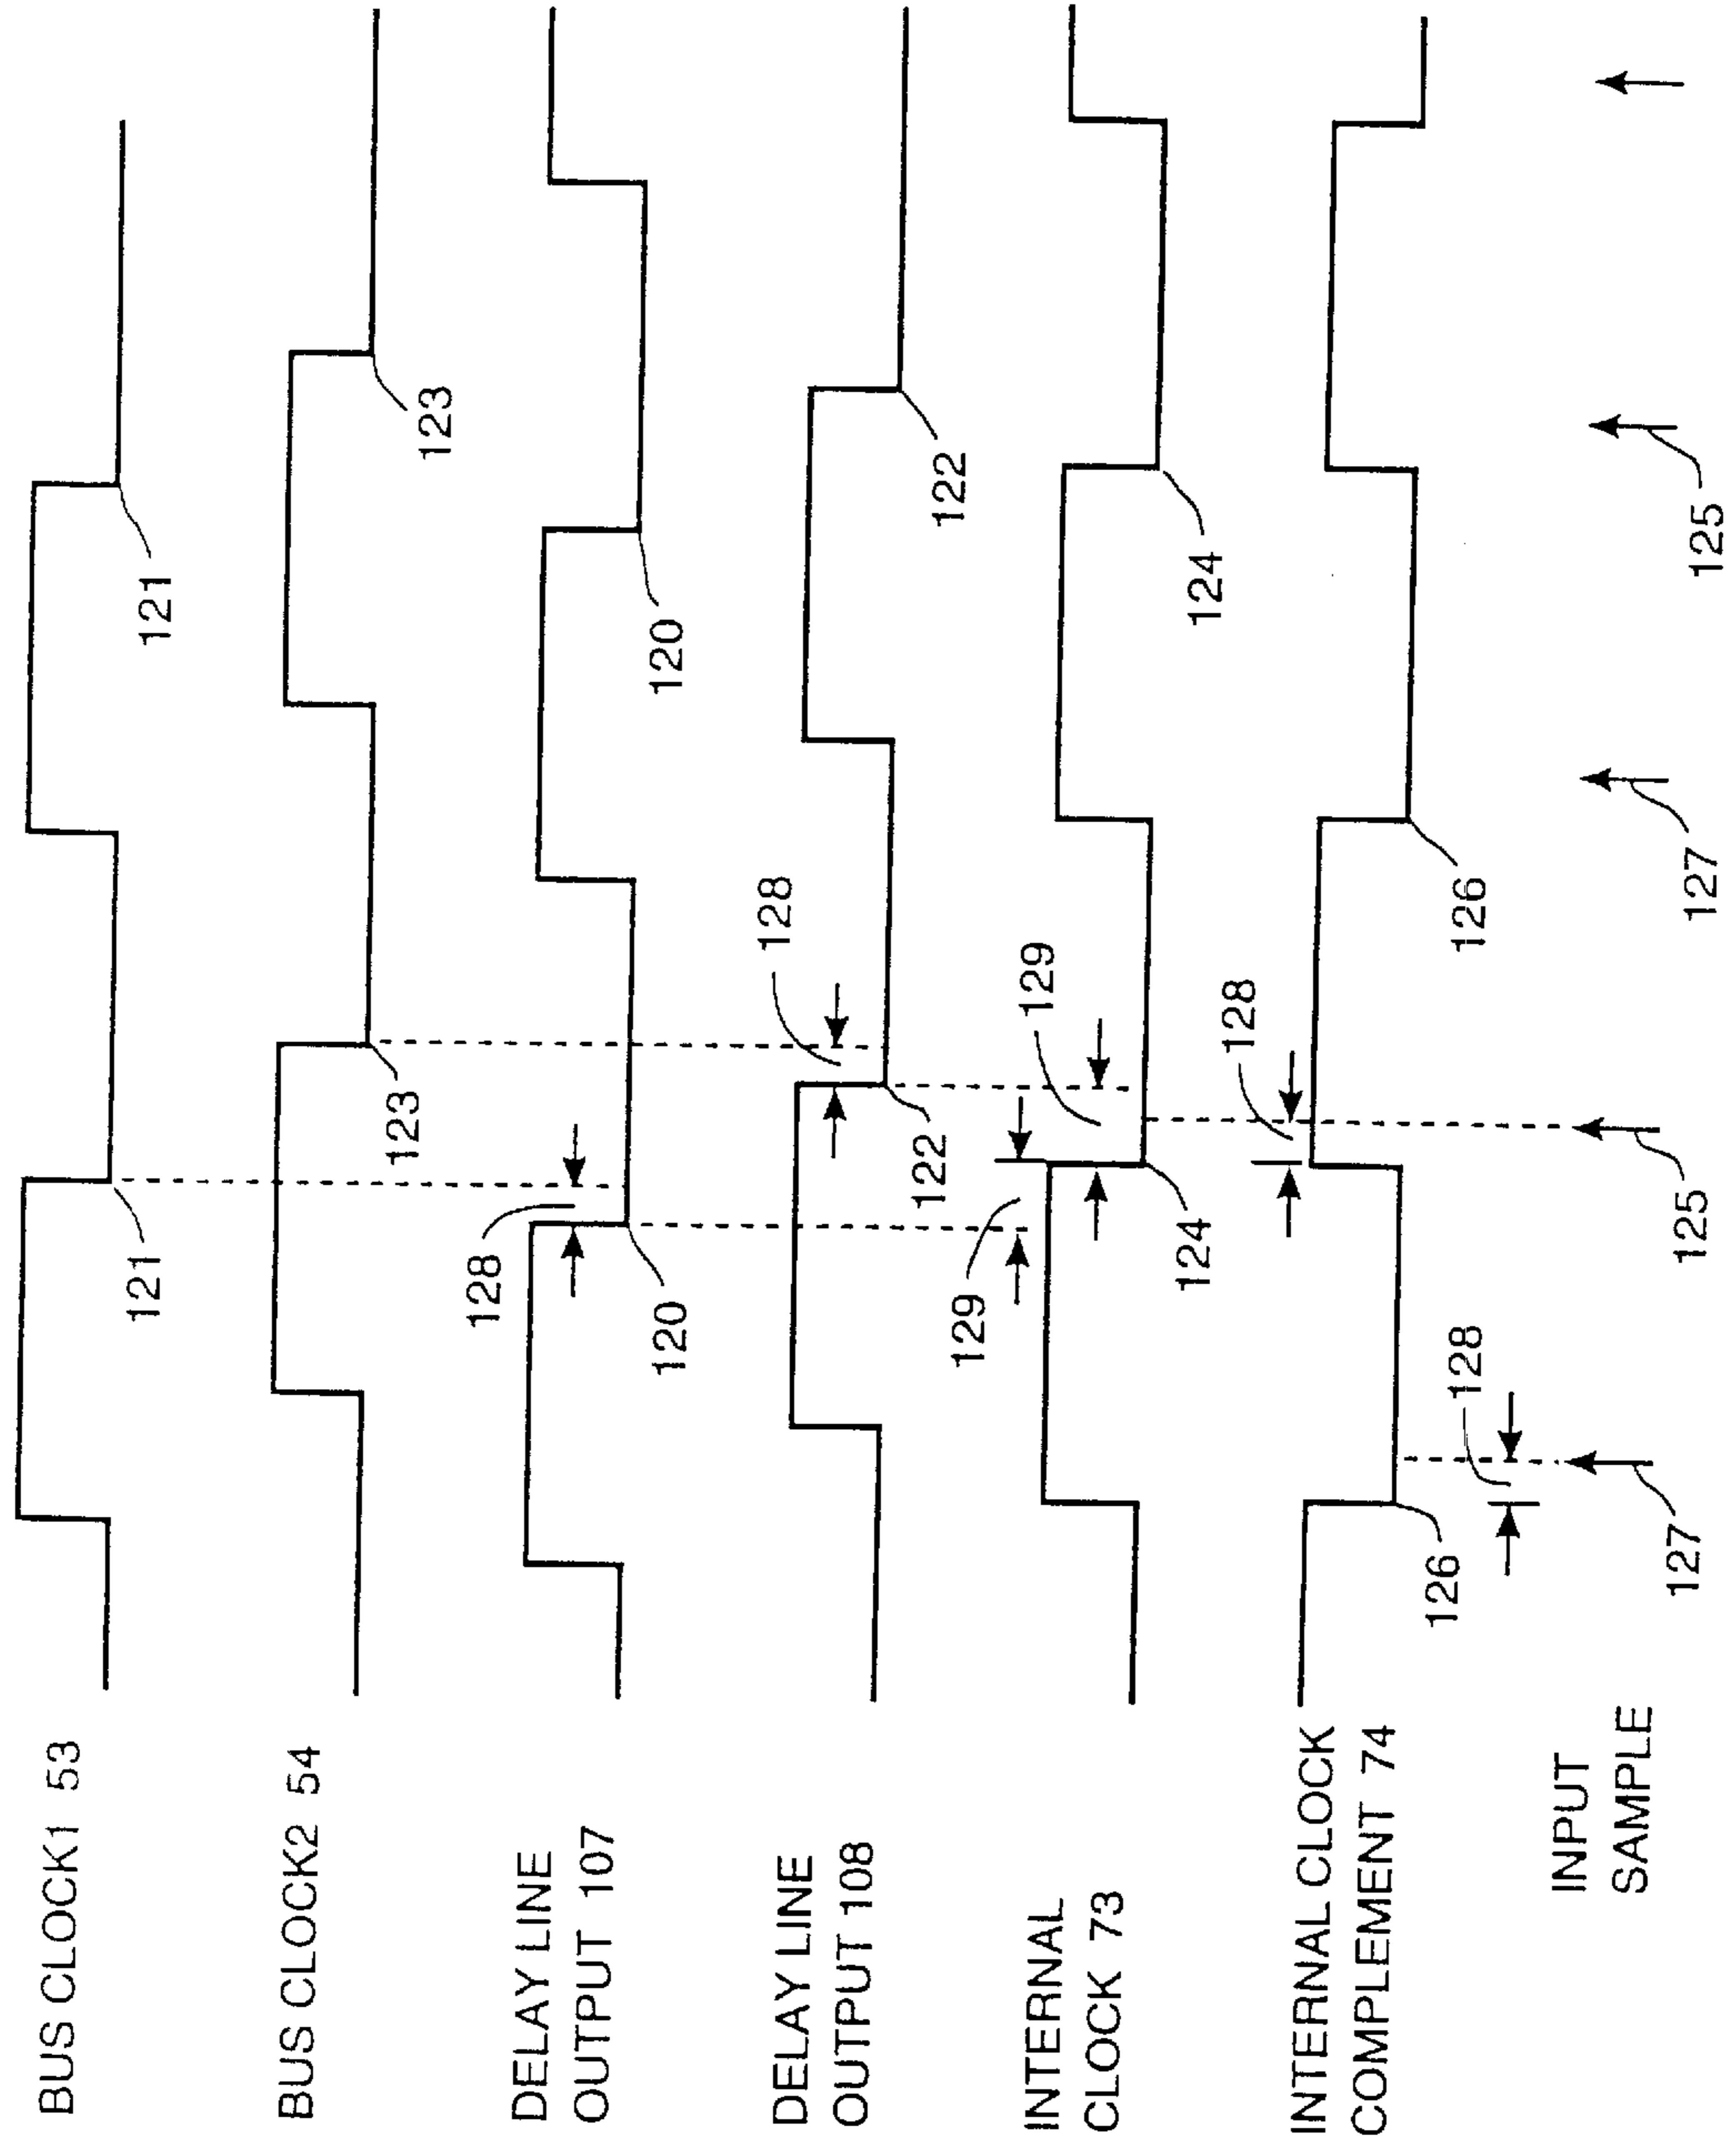 BUS CLOCK1 53
121
121
BUS CLOCK2 54
123
123
DELAY LINE
OUTPUT 107
128
120
120
DELAY LINE
OUTPUT 108
128
122
122
INTERNAL
CLOCK 73
129
129
124
124
INTERNAL CLOCK
COMPLEMENT 74
128
126
126
128
INPUT
SAMPLE
127
125
127
125